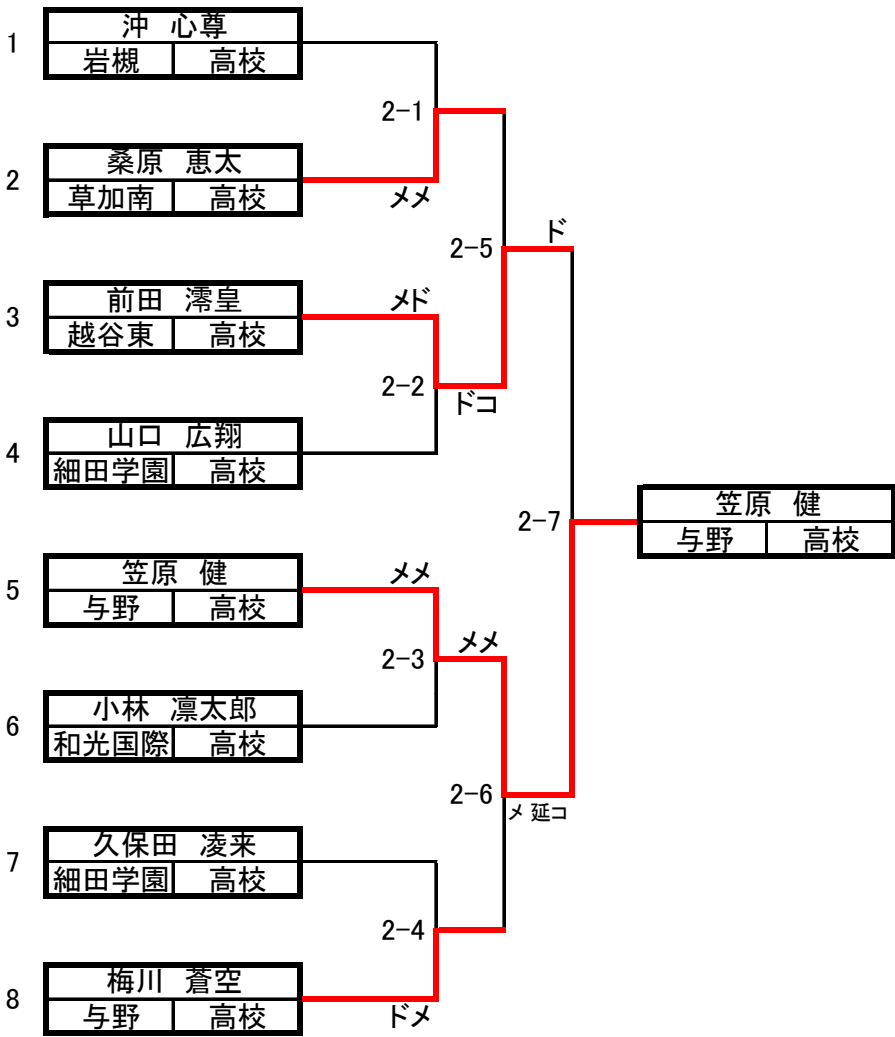 1
沖 心尊
岩槻 高校
2-1
2
桑原 恵太
草加南 高校
メメ
2-5
ド
3
前田 澪皇
越谷東 高校
メド
2-2
ドコ
4
山口 広翔
細田学園 高校
2-7
笠原 健
与野 高校
5
笠原 健
与野 高校
メメ
2-3
メメ
6
小林 凛太郎
和光国際 高校
2-6
メ 延コ
7
久保田 凌来
細田学園 高校
2-4
8
梅川 蒼空
与野 高校
ドメ